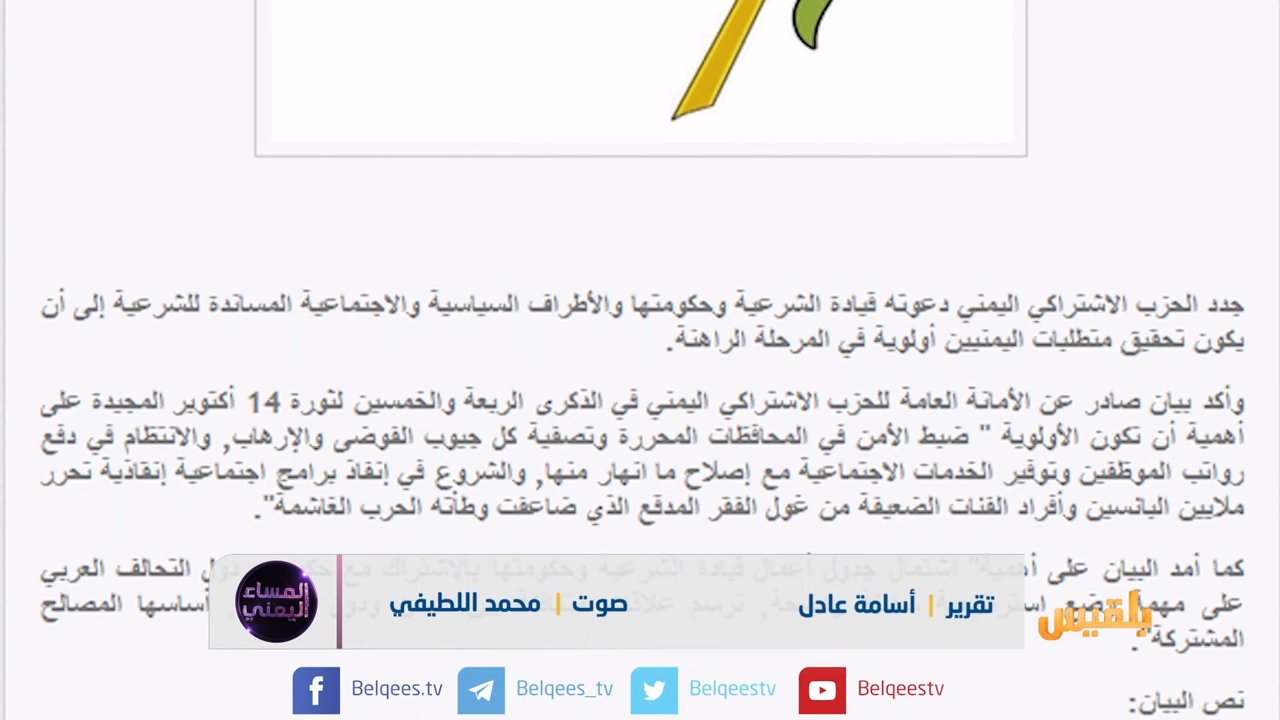 جدد الحزب الاشتراكي اليمني دعوته قيادة الشرعية وحكومتها والأطراف السياسية والاجتماعية المساندة للشرعية إلى أن
يكون تحقيق متطلبات اليمنيين أولوية في المرحلة الراهنة.
وأكد بيان صادر عن الأمانة العامة للحزب الاشتراكي اليمني في الذكرى الربعة والخمسين لثورة 14 أكتوبر المجيدة على
أهمية أن تكون الأولوية " ضبط الأمن في المحافظات المحررة وتصفية كل جيوب الفوضى والإرهاب, والانتظام في دفع
رواتب الموظفين وتوفير الخدمات الاجتماعية مع إصلاح ما انهار منها, والشروع في إنفاذ برامج اجتماعية إنقاذية تحرر
ملايين البائسين وأفراد الفئات الضعيفة من غول الفقر المدقع الذي ضاعفت وطأته الحرب الغاشمة".
كما أمد البيان على أهمية" اشتمال جدول أعمال قيادة الشرعية وحكومتها بالاشتراك مع دول التحالف العربي
على مهمة وضع أساسها المصالح
المشتركة".
نص البيان:
تقرير | أسامة عادل
صوت | محمد اللطيفي
المساء
اليمني
بلقيس
Belqees.tv
Belqees_tv
Belqeestv
Belqeestv